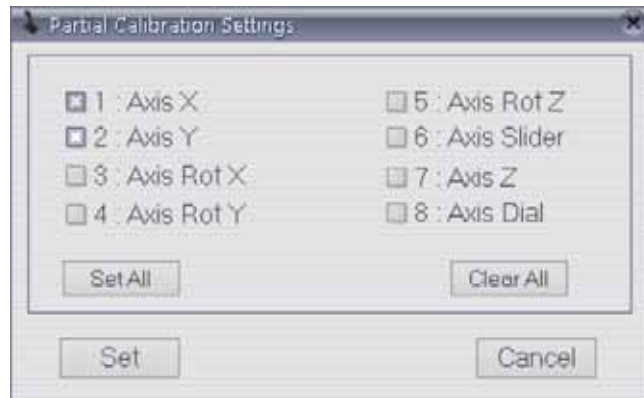 Partial Calibration Settings
1 : Axis X
2 : Axis Y
3 : Axis Rot X
4 : Axis Rot Y
5 : Axis Rot Z
6 : Axis Slider
7 : Axis Z
8 : Axis Dial
Set All
Clear All
Set
Cancel